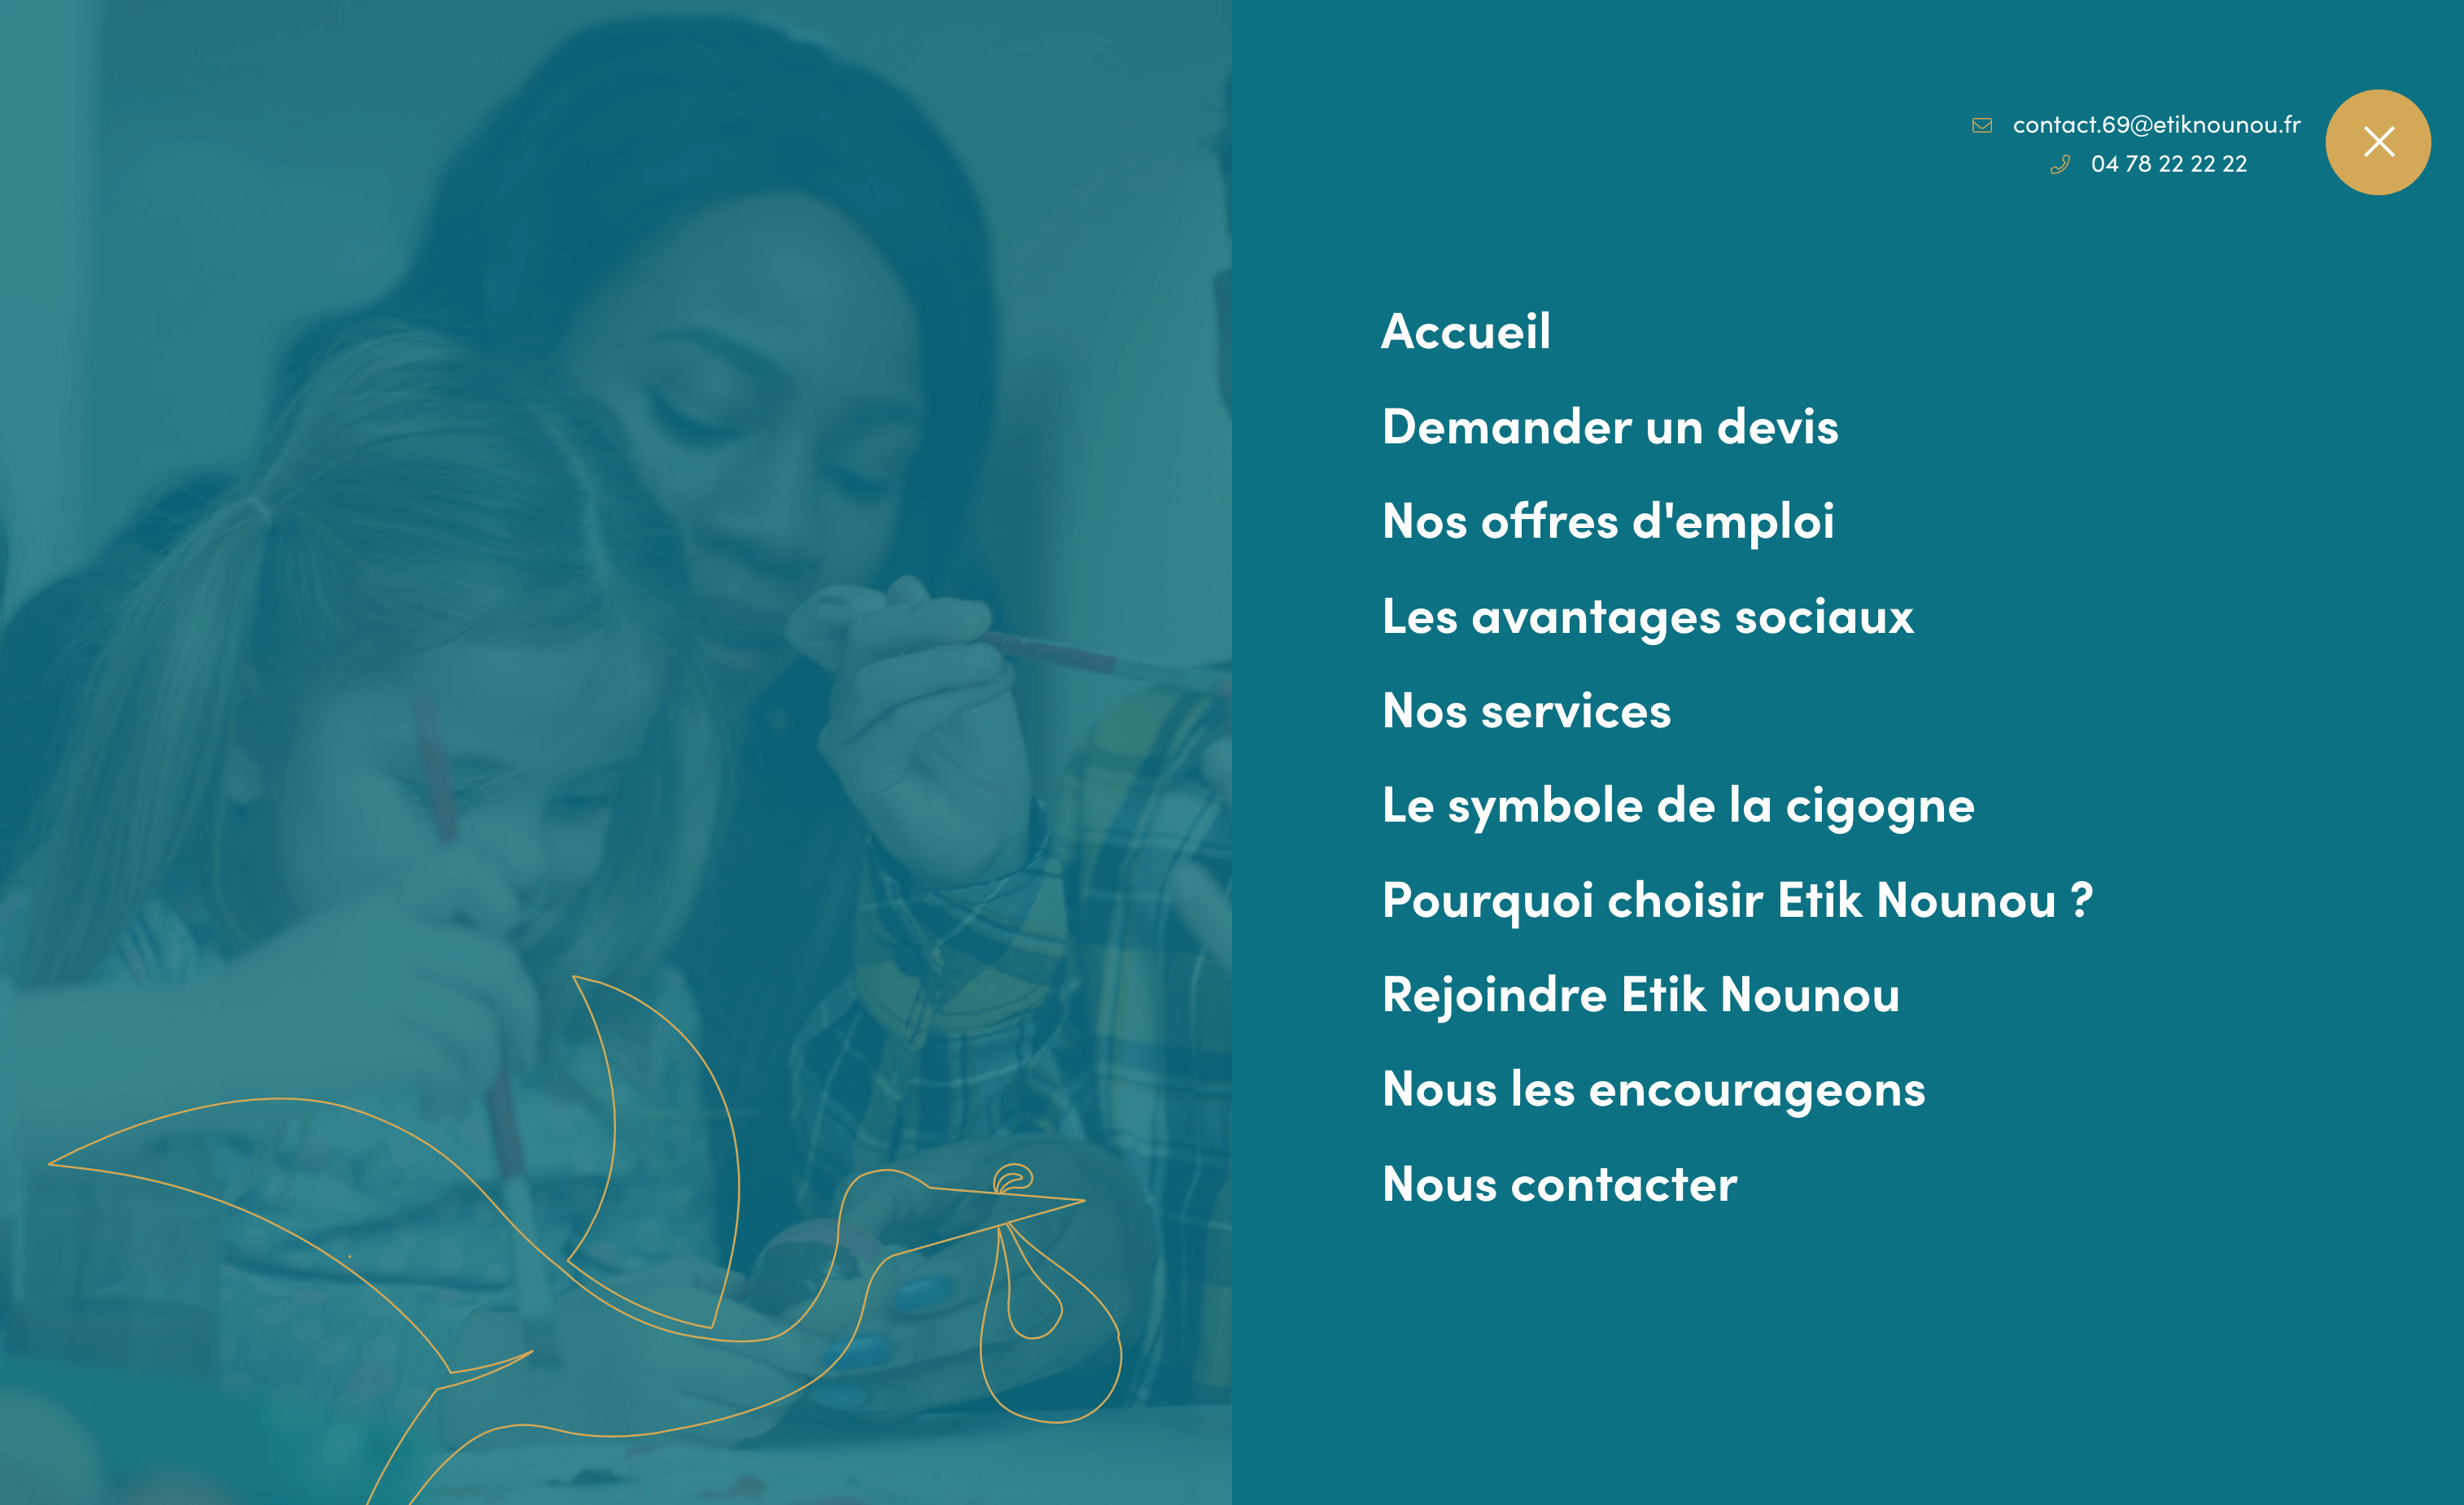 contact.69@etiknounou.fr
04 78 22 22 22
Accueil
Demander un devis
Nos offres d'emploi
Les avantages sociaux
Nos services
Le symbole de la cigogne
Pourquoi choisir Etik Nounou ?
Rejoindre Etik Nounou
Nous les encourageons
Nous contacter